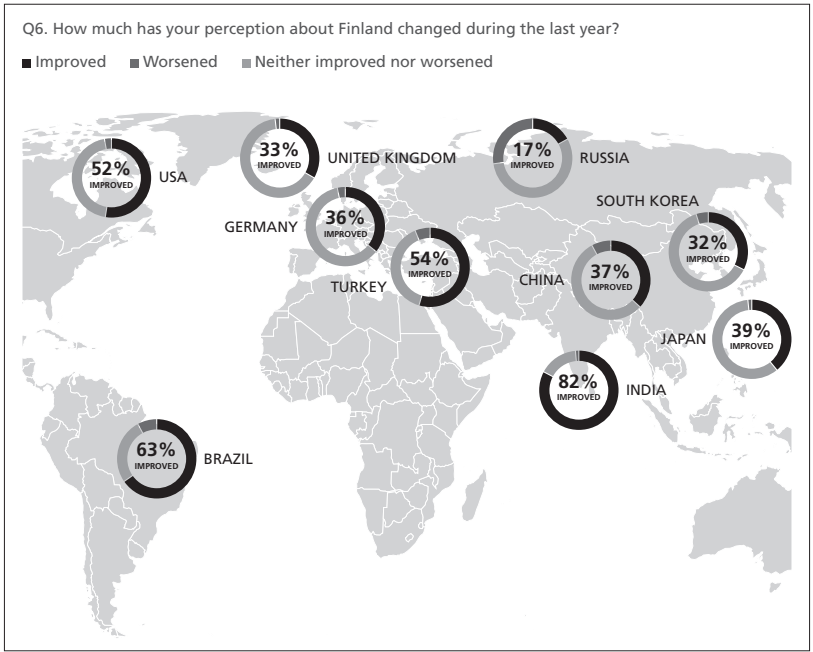 Q6. How much has your perception about Finland changed during the last year?
Improved Worsened Neither improved nor worsened
52%
IMPROVED
USA
33%
IMPROVED
UNITED KINGDOM
17%
IMPROVED
RUSSIA
SOUTH KOREA
32%
IMPROVED
GERMANY
36%
IMPROVED
54%
IMPROVED
TURKEY
CHINA
37%
IMPROVED
JAPAN
39%
IMPROVED
82%
IMPROVED
INDIA
63%
IMPROVED
BRAZIL